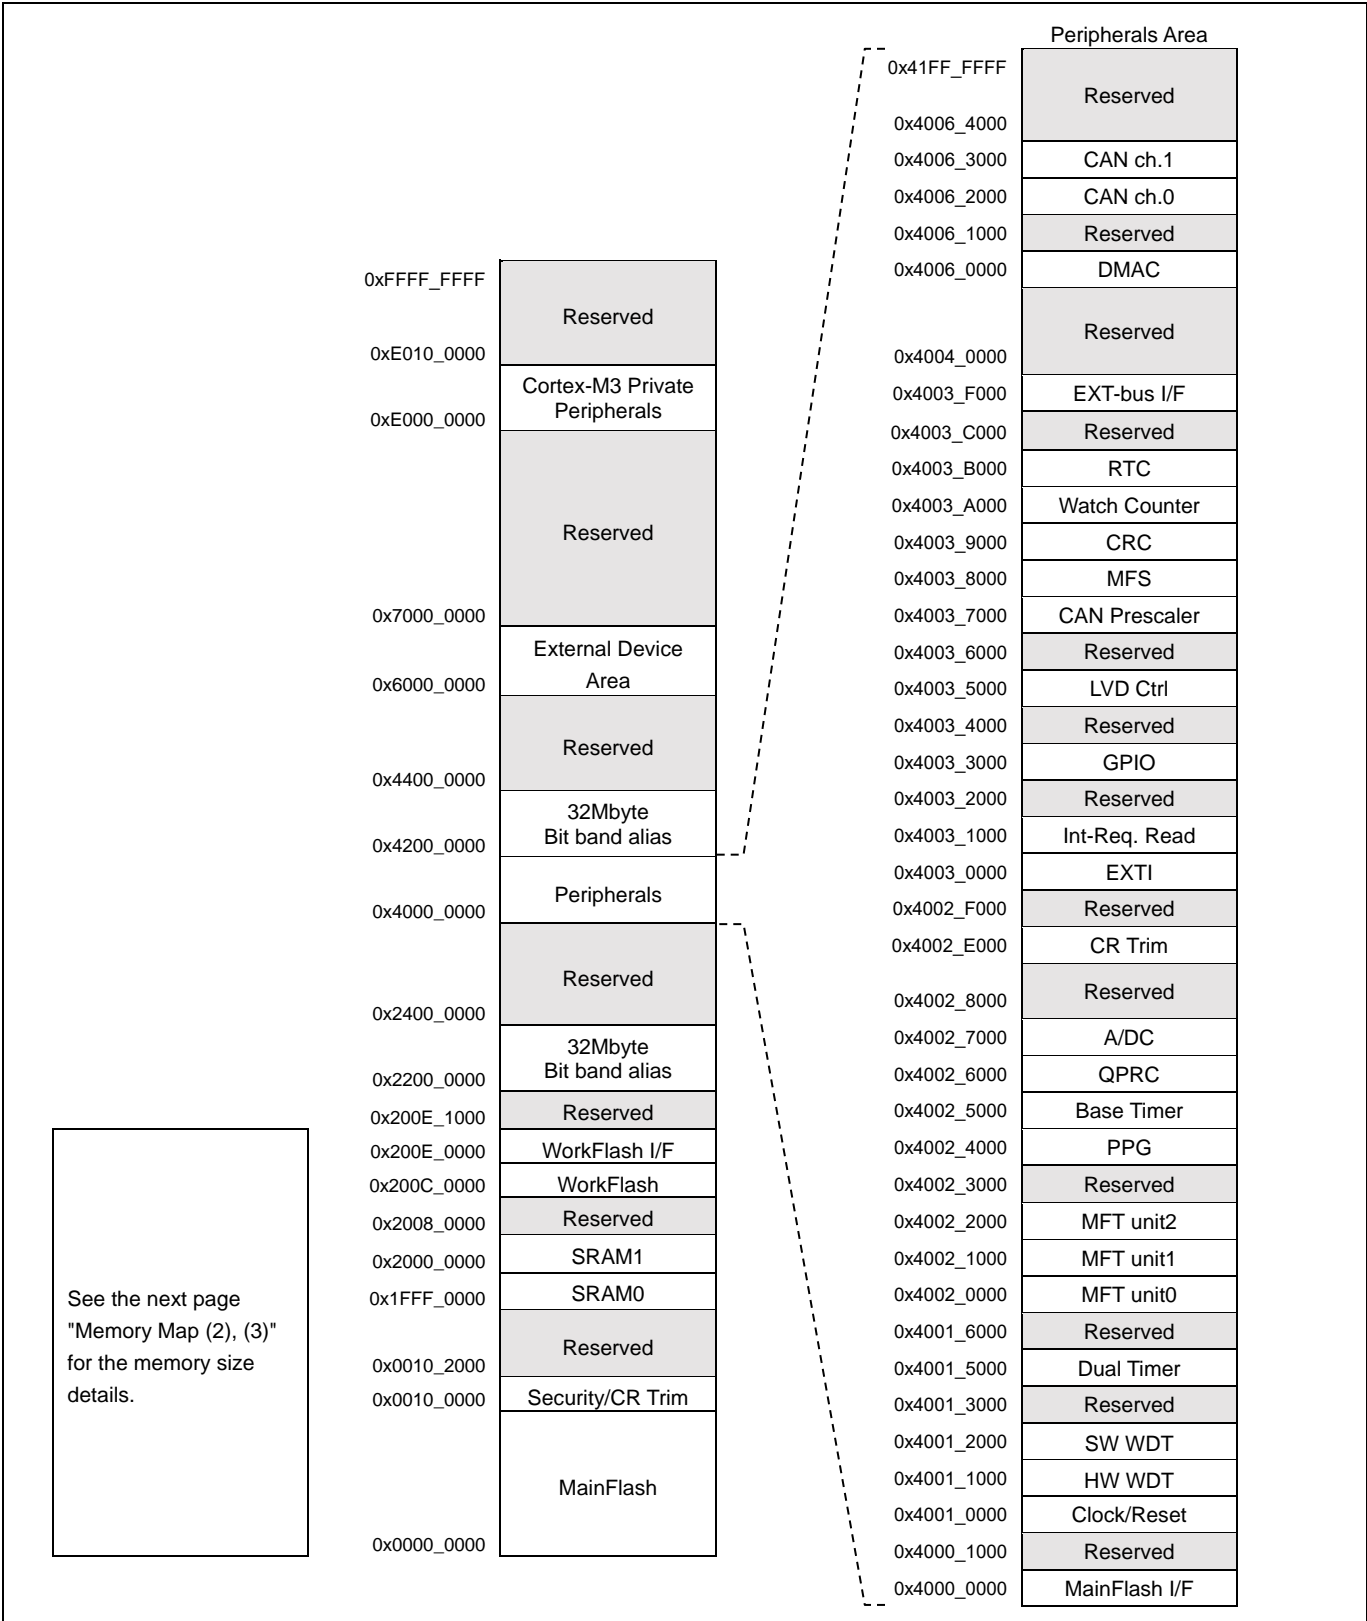 See the next page
"Memory Map (2), (3)"
for the memory size
details.
0xFFFF_FFFF
Reserved
0xE010_0000
Cortex-M3 Private
Peripherals
0xE000_0000
Reserved
0x7000_0000
External Device
Area
0x6000_0000
Reserved
0x4400_0000
32Mbyte
Bit band alias
0x4200_0000
Peripherals
0x4000_0000
Reserved
0x2400_0000
32Mbyte
Bit band alias
0x2200_0000
Reserved
0x200E_1000
0x200E_0000 WorkFlash I/F
0x200C_0000 WorkFlash
0x2008_0000 Reserved
0x2000_0000 SRAM1
0x1FFF_0000 SRAM0
Reserved
0x0010_2000
0x0010_0000 Security/CR Trim
MainFlash
0x0000_0000
Peripherals Area
0x41FF_FFFF
Reserved
0x4006_4000
0x4006_3000 CAN ch.1
0x4006_2000 CAN ch.0
0x4006_1000 Reserved
0x4006_0000 DMAC
Reserved
0x4004_0000
0x4003_F000 EXT-bus I/F
0x4003_C000 Reserved
0x4003_B000 RTC
0x4003_A000 Watch Counter
0x4003_9000 CRC
0x4003_8000 MFS
0x4003_7000 CAN Prescaler
0x4003_6000 Reserved
0x4003_5000 LVD Ctrl
0x4003_4000 Reserved
0x4003_3000 GPIO
0x4003_2000 Reserved
0x4003_1000 Int-Req. Read
0x4003_0000 EXTI
0x4002_F000 Reserved
0x4002_E000 CR Trim
Reserved
0x4002_8000
0x4002_7000 A/DC
0x4002_6000 QPRC
0x4002_5000 Base Timer
0x4002_4000 PPG
0x4002_3000 Reserved
0x4002_2000 MFT unit2
0x4002_1000 MFT unit1
0x4002_0000 MFT unit0
0x4001_6000 Reserved
0x4001_5000 Dual Timer
0x4001_3000 Reserved
0x4001_2000 SW WDT
0x4001_1000 HW WDT
0x4001_0000 Clock/Reset
0x4000_1000 Reserved
0x4000_0000 MainFlash I/F